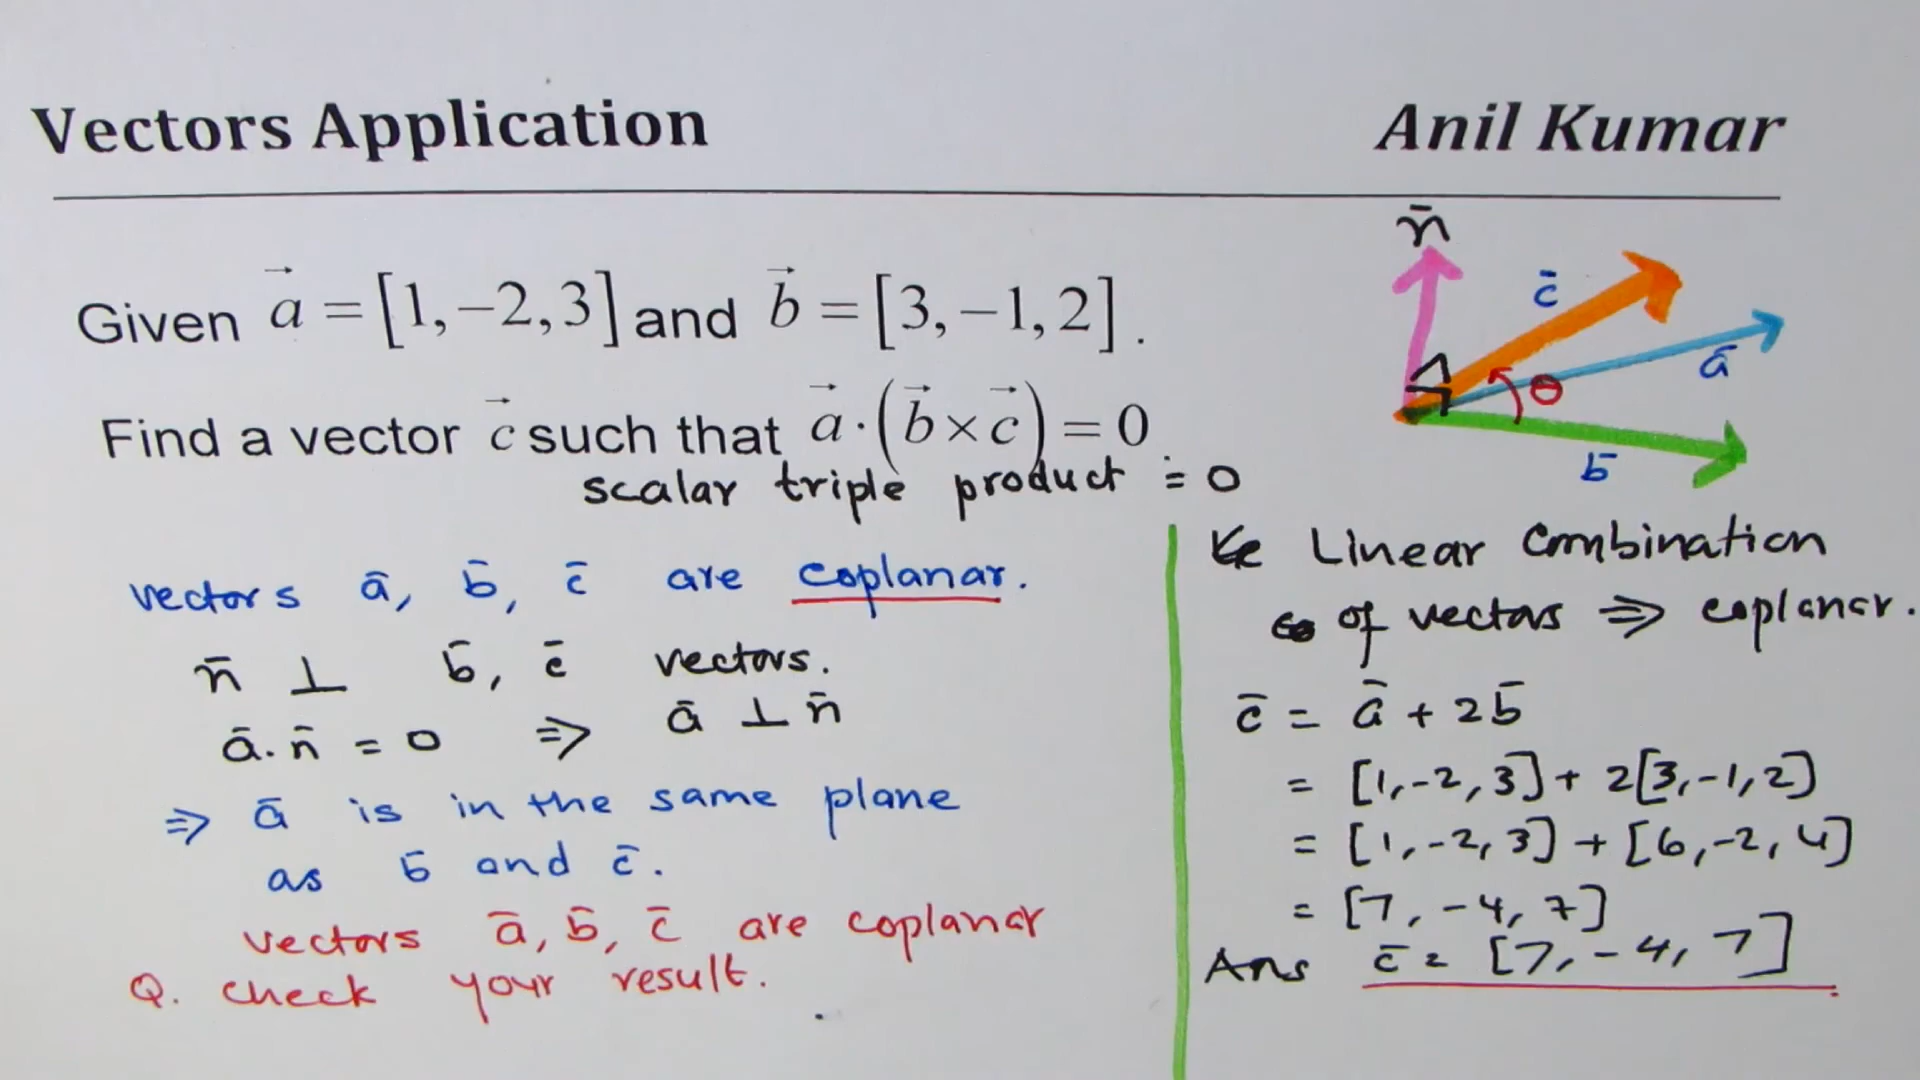 Vectors Application
Anil Kumar
Given a⃗ = [1, −2, 3] and b⃗ = [3, −1, 2].
Find a vector c⃗ such that a⃗ · (b⃗ × c⃗) = 0
scalar triple product = 0
vectors ā, b̄, c̄ are coplanar.
n̄ ⊥ b̄, c̄ vectors.
ā. n̄ = 0 ⇒ ā ⊥ n̄
⇒ ā is in the same plane
as b̄ and c̄.
vectors ā, b̄, c̄ are coplanar
Q. check your result.
n̄
c̄
ā
θ
b̄
Linear Combination
of vectors ⇒ coplanar.
c̄ = ā + 2b̄
= [1, -2, 3] + 2[3, -1, 2]
= [1, -2, 3] + [6, -2, 4]
= [7, -4, 7]
Ans c̄ = [7, -4, 7]